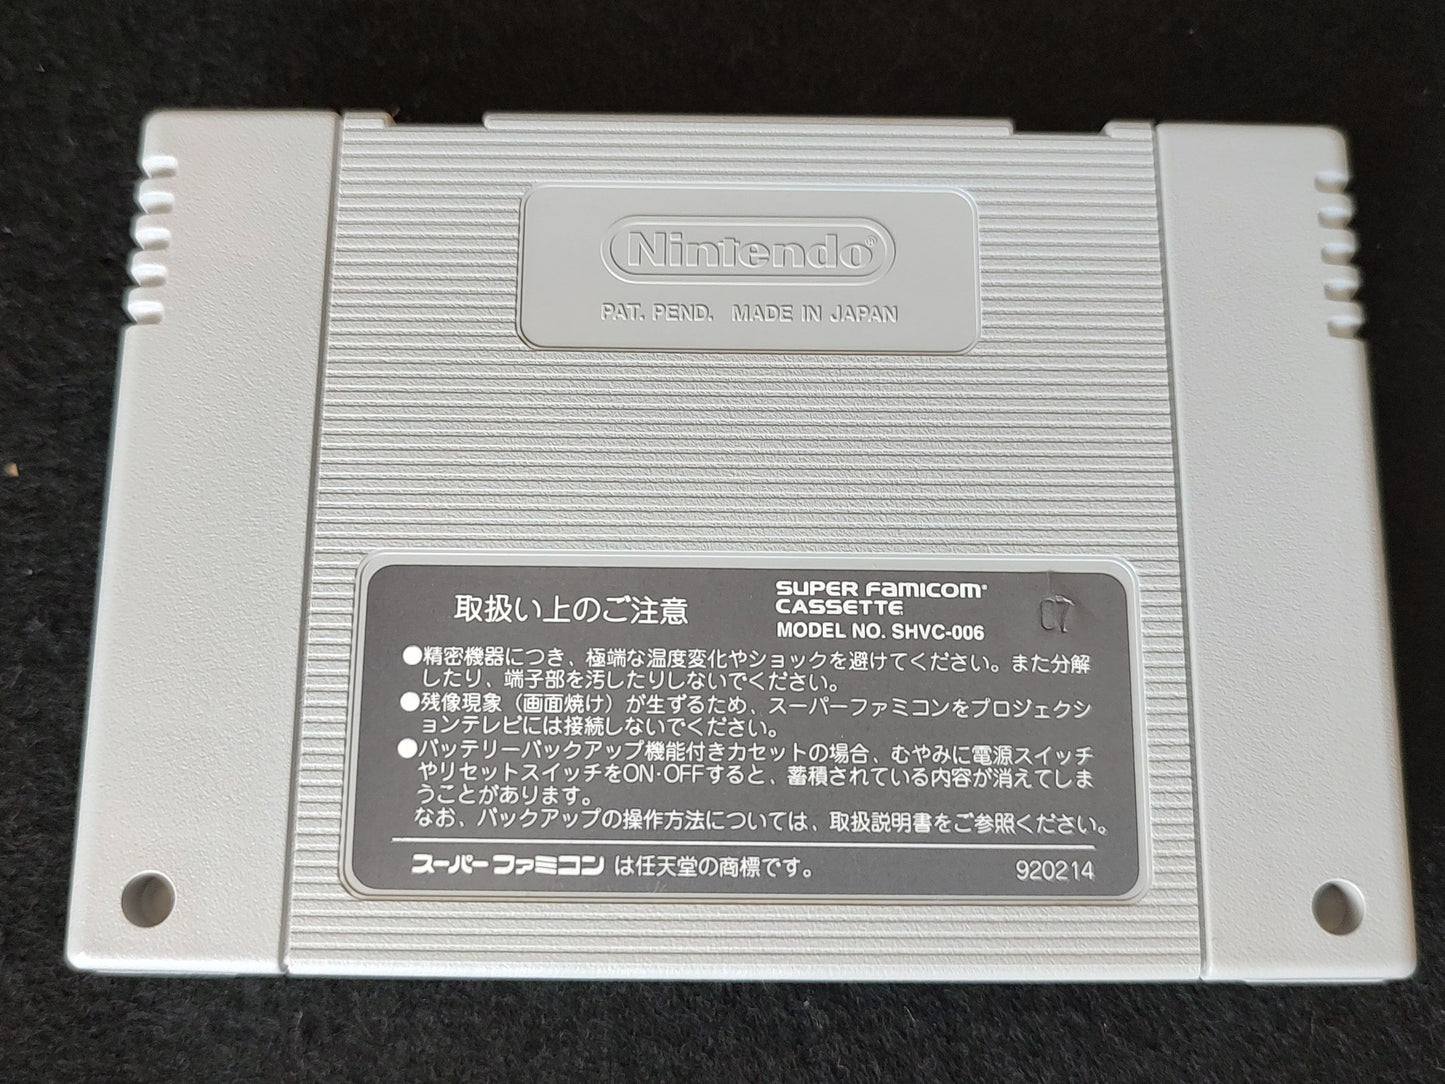 Nintendo®
PAT. PEND. MADE IN JAPAN
取扱い上のご注意
SUPER FAMICOM®
CASSETTE
MODEL NO. SHVC-006
07
●精密機器につき、極端な温度変化やショックを避けてください。また分解
したり、端子部を汚したりしないでください。
●残像現象（画面焼け）が生ずるため、スーパーファミコンをプロジェクシ
ョンテレビには接続しないでください。
●バッテリーバックアップ機能付きカセットの場合、むやみに電源スイッチ
やリセットスイッチをON・OFFすると、蓄積されている内容が消えてしま
うことがあります。
なお、バックアップの操作方法については、取扱説明書をご参照ください。
スーパーファミコン は任天堂の商標です。
920214